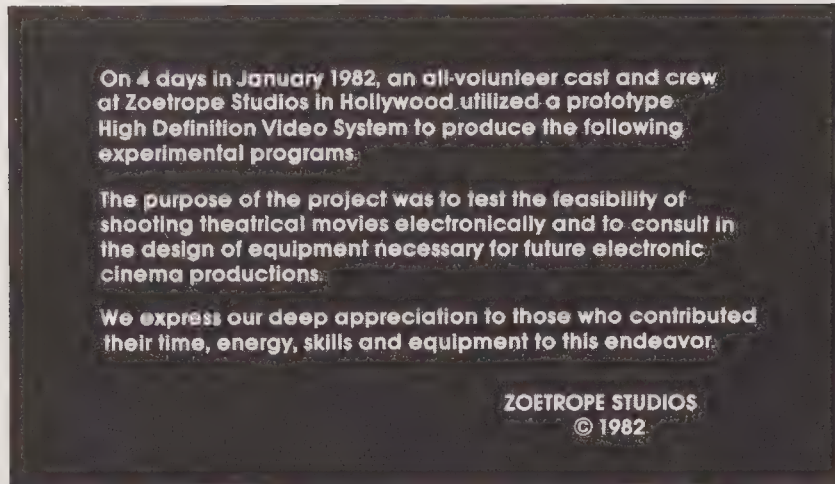 On 4 days in January 1982, an all-volunteer cast and crew
at Zoetrope Studios in Hollywood utilized a prototype
High Definition Video System to produce the following
experimental programs.
The purpose of the project was to test the feasibility of
shooting theatrical movies electronically and to consult in
the design of equipment necessary for future electronic
cinema productions.
We express our deep appreciation to those who contributed
their time, energy, skills and equipment to this endeavor.
ZOETROPE STUDIOS
© 1982